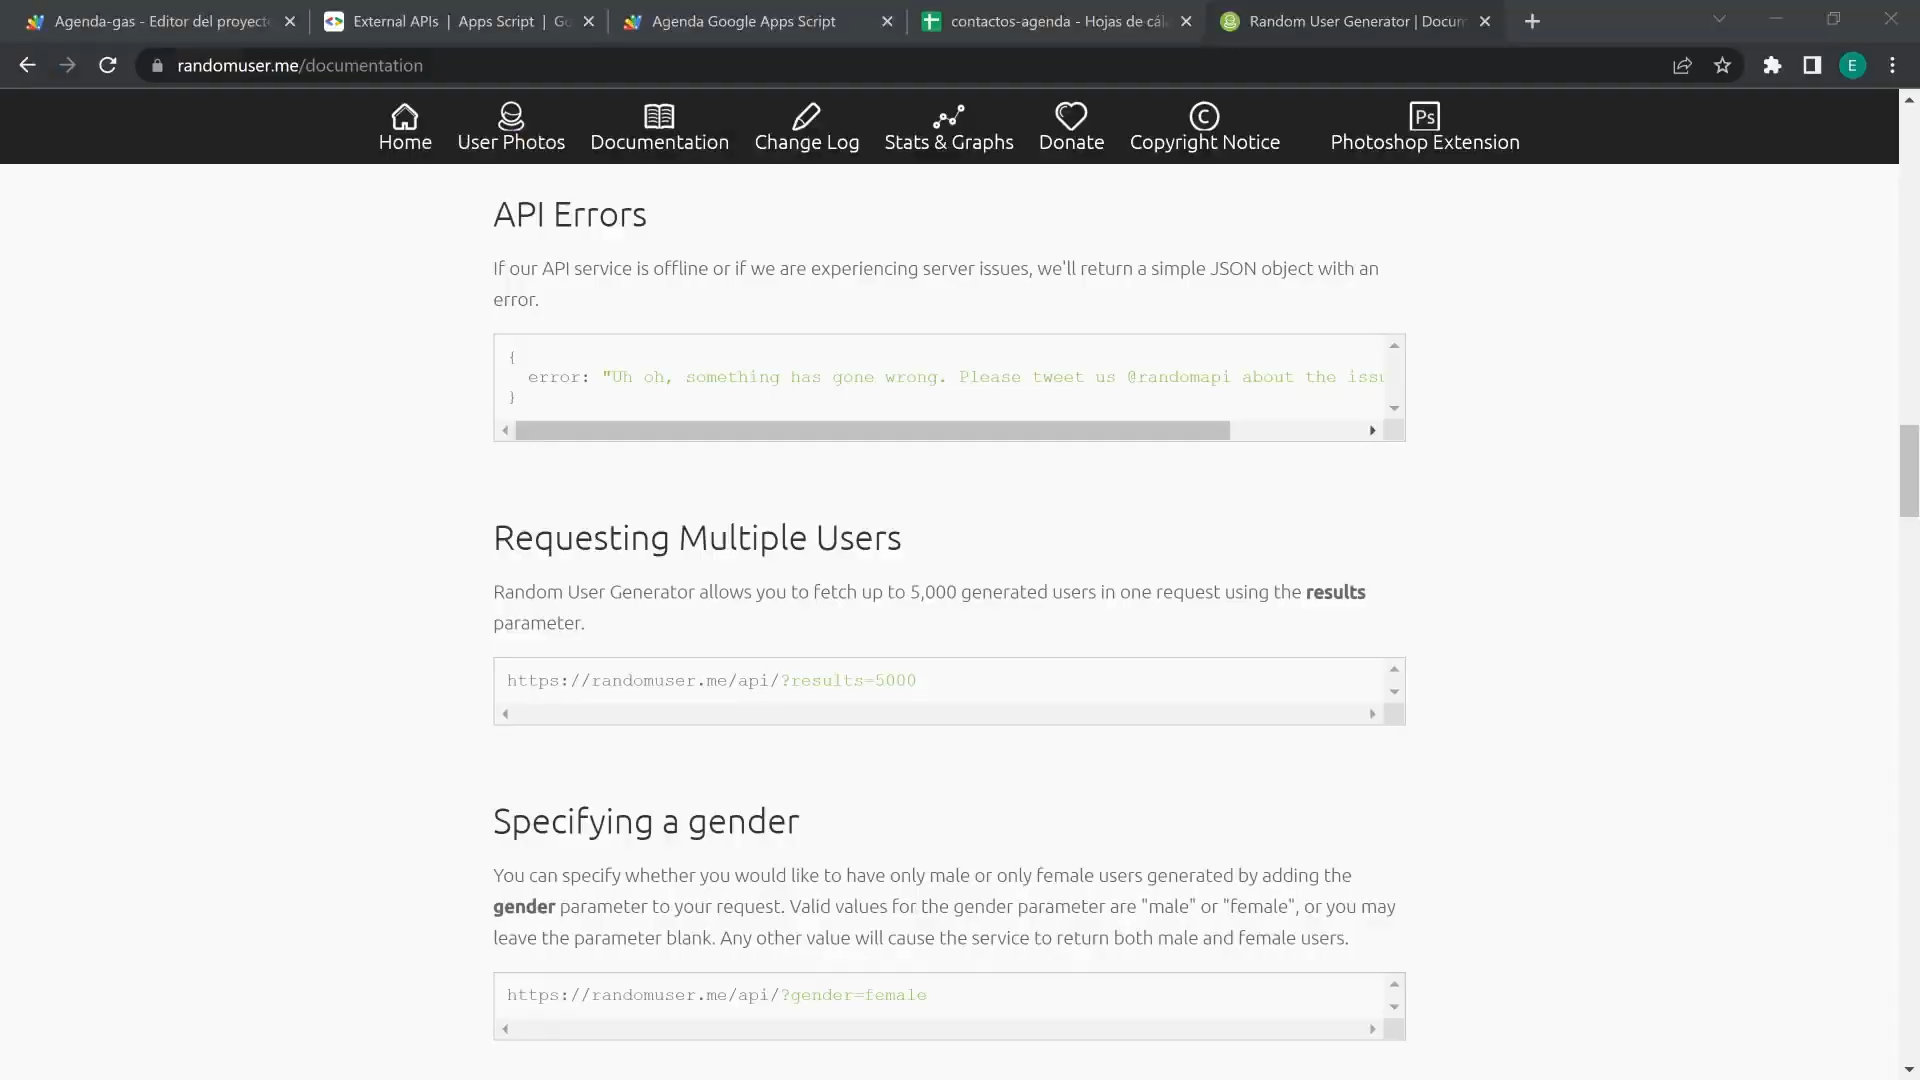 Agenda-gas - Editor del proyecto
External APIs | Apps Script | Go
Agenda Google Apps Script
contactos-agenda - Hojas de cál
Random User Generator | Docum
randomuser.me/documentation
E
Home
User Photos
Documentation
Change Log
Stats & Graphs
Donate
Copyright Notice
Ps
Photoshop Extension
API Errors
If our API service is offline or if we are experiencing server issues, we'll return a simple JSON object with an
error.
{
error: "Uh oh, something has gone wrong. Please tweet us @randomapi about the issu
}
Requesting Multiple Users
Random User Generator allows you to fetch up to 5,000 generated users in one request using the results
parameter.
https://randomuser.me/api/?results=5000
Specifying a gender
You can specify whether you would like to have only male or only female users generated by adding the
gender parameter to your request. Valid values for the gender parameter are "male" or "female", or you may
leave the parameter blank. Any other value will cause the service to return both male and female users.
https://randomuser.me/api/?gender=female